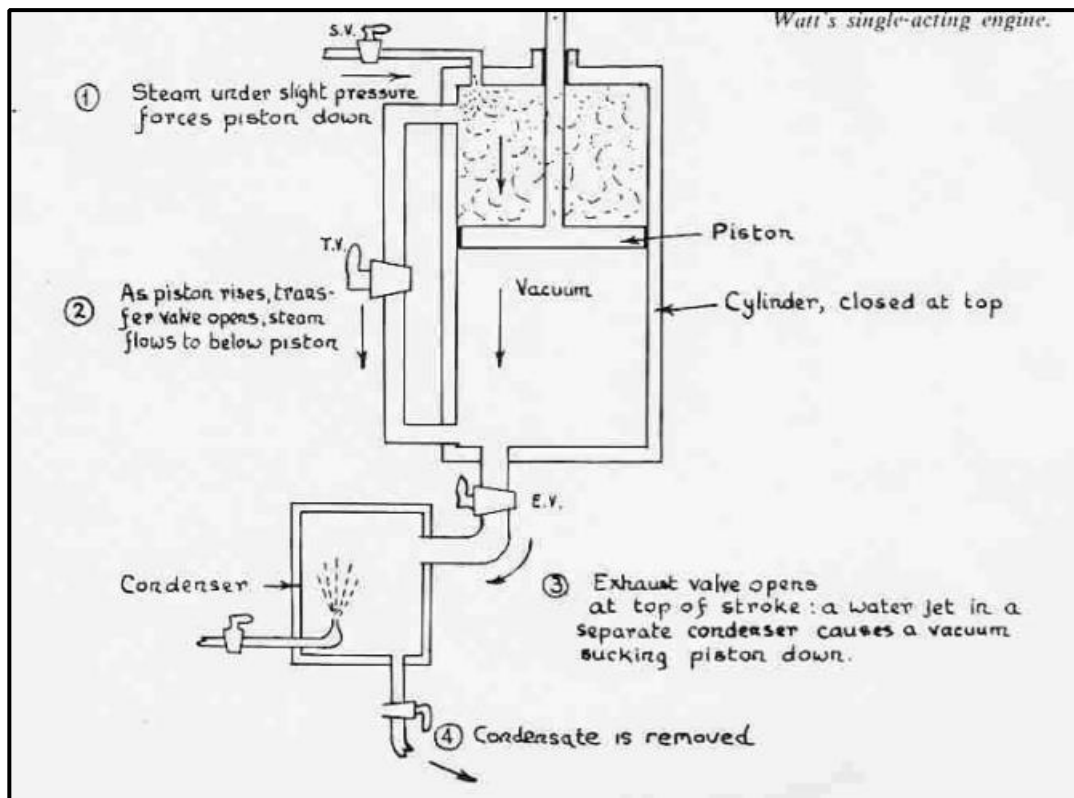 Watt's single-acting engine.
S.V.
① Steam under slight pressure
forces piston down
T.V.
② As piston rises, trans-
fer valve opens, steam
flows to below piston
Vacuum
Piston
Cylinder, closed at top
E.V.
Condenser
③ Exhaust valve opens
at top of stroke : a water jet in a
separate condenser causes a vacuum
sucking piston down.
④ Condensate is removed